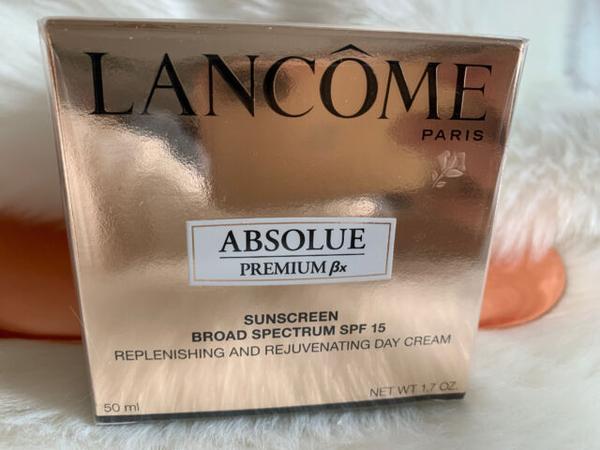 LANCÔME
PARIS
ABSOLUE
PREMIUM βx
SUNSCREEN
BROAD SPECTRUM SPF 15
REPLENISHING AND REJUVENATING DAY CREAM
50 ml
NET WT 1.7 OZ.